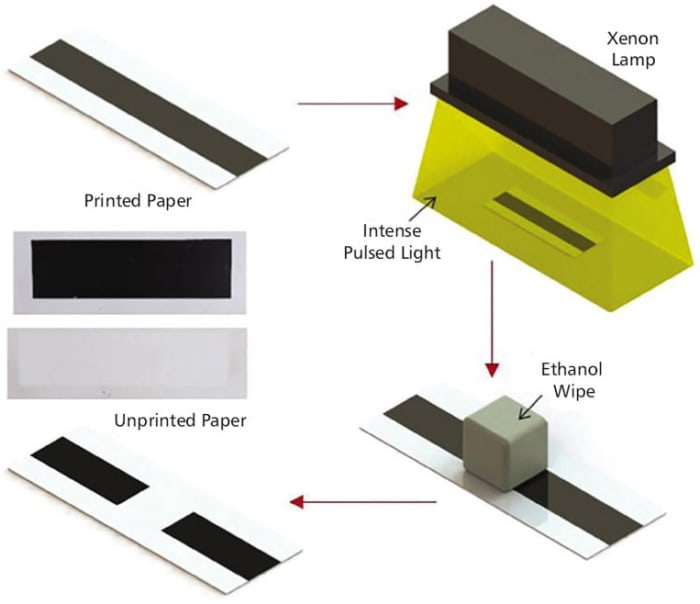 Xenon
Lamp
Printed Paper
Intense
Pulsed Light
Ethanol
Wipe
Unprinted Paper